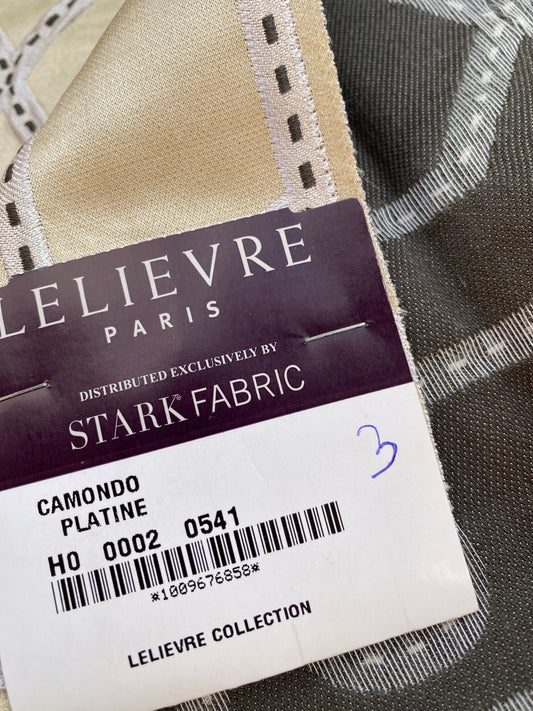 LELIEVRE
PARIS
DISTRIBUTED EXCLUSIVELY BY
STARK® FABRIC
3
CAMONDO
PLATINE
H0 0002 0541
*1009676858*
LELIEVRE COLLECTION